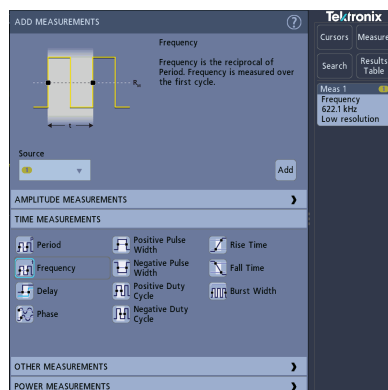 Tektronix
ADD MEASUREMENTS
?
Cursors
Measure
Search
Results
Table
Frequency
Frequency is the reciprocal of
Period. Frequency is measured over
the first cycle.
t
Source
1
Add
Meas 1
1
Frequency
622.1 kHz
Low resolution
AMPLITUDE MEASUREMENTS
TIME MEASUREMENTS
Period
Positive Pulse
Width
Rise Time
Frequency
Negative Pulse
Width
Fall Time
Delay
Positive Duty
Cycle
Burst Width
Phase
Negative Duty
Cycle
OTHER MEASUREMENTS
POWER MEASUREMENTS